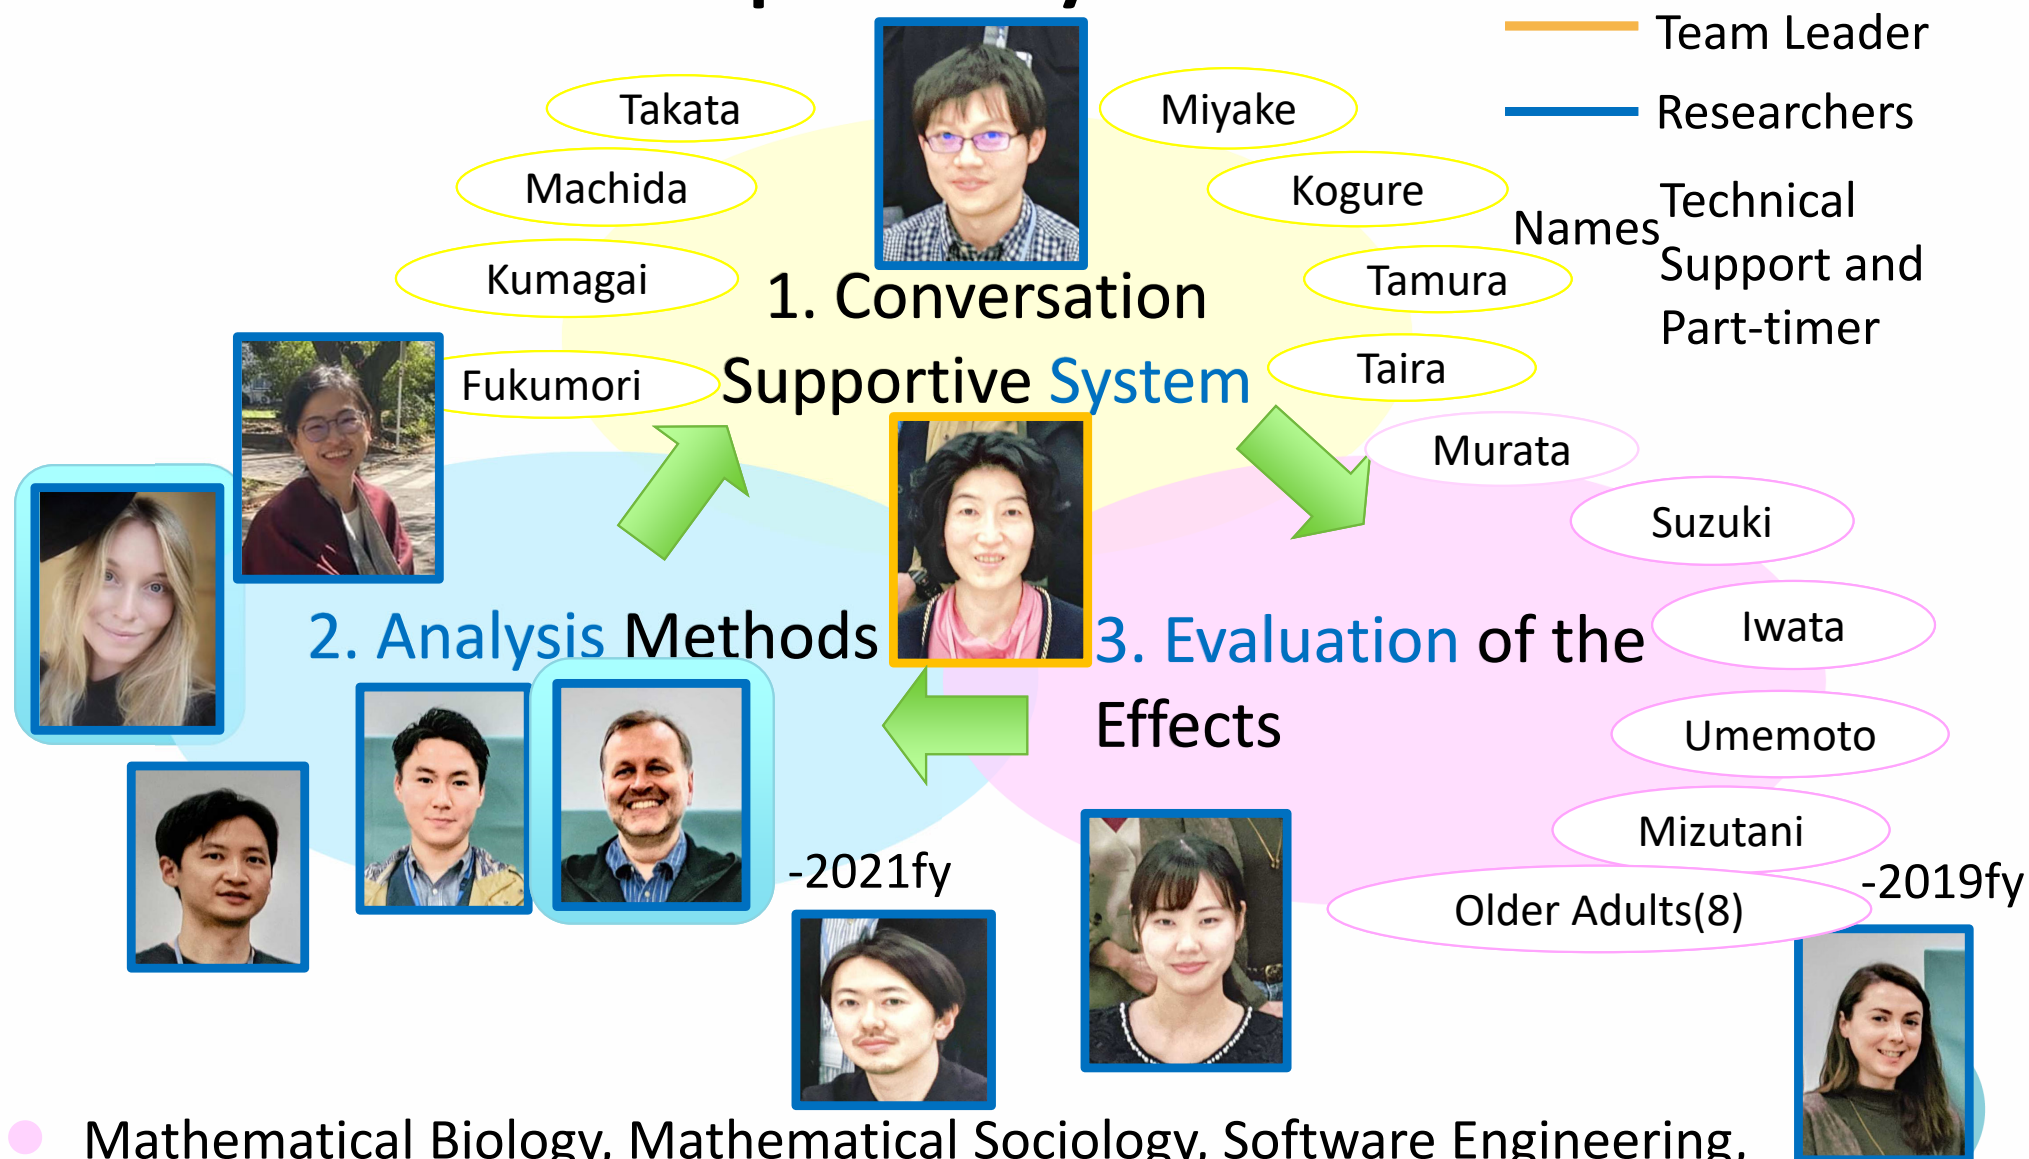 Team Leader
Researchers
Names
Technical
Support and
Part-timer
Takata
Miyake
Machida
Kogure
Kumagai
Tamura
Fukumori
Taira
1. Conversation
Supportive System
Murata
Suzuki
Iwata
Umemoto
Mizutani
Older Adults(8)
2. Analysis Methods
3. Evaluation of the
Effects
-2021fy
-2019fy
Mathematical Biology, Mathematical Sociology, Software Engineering,